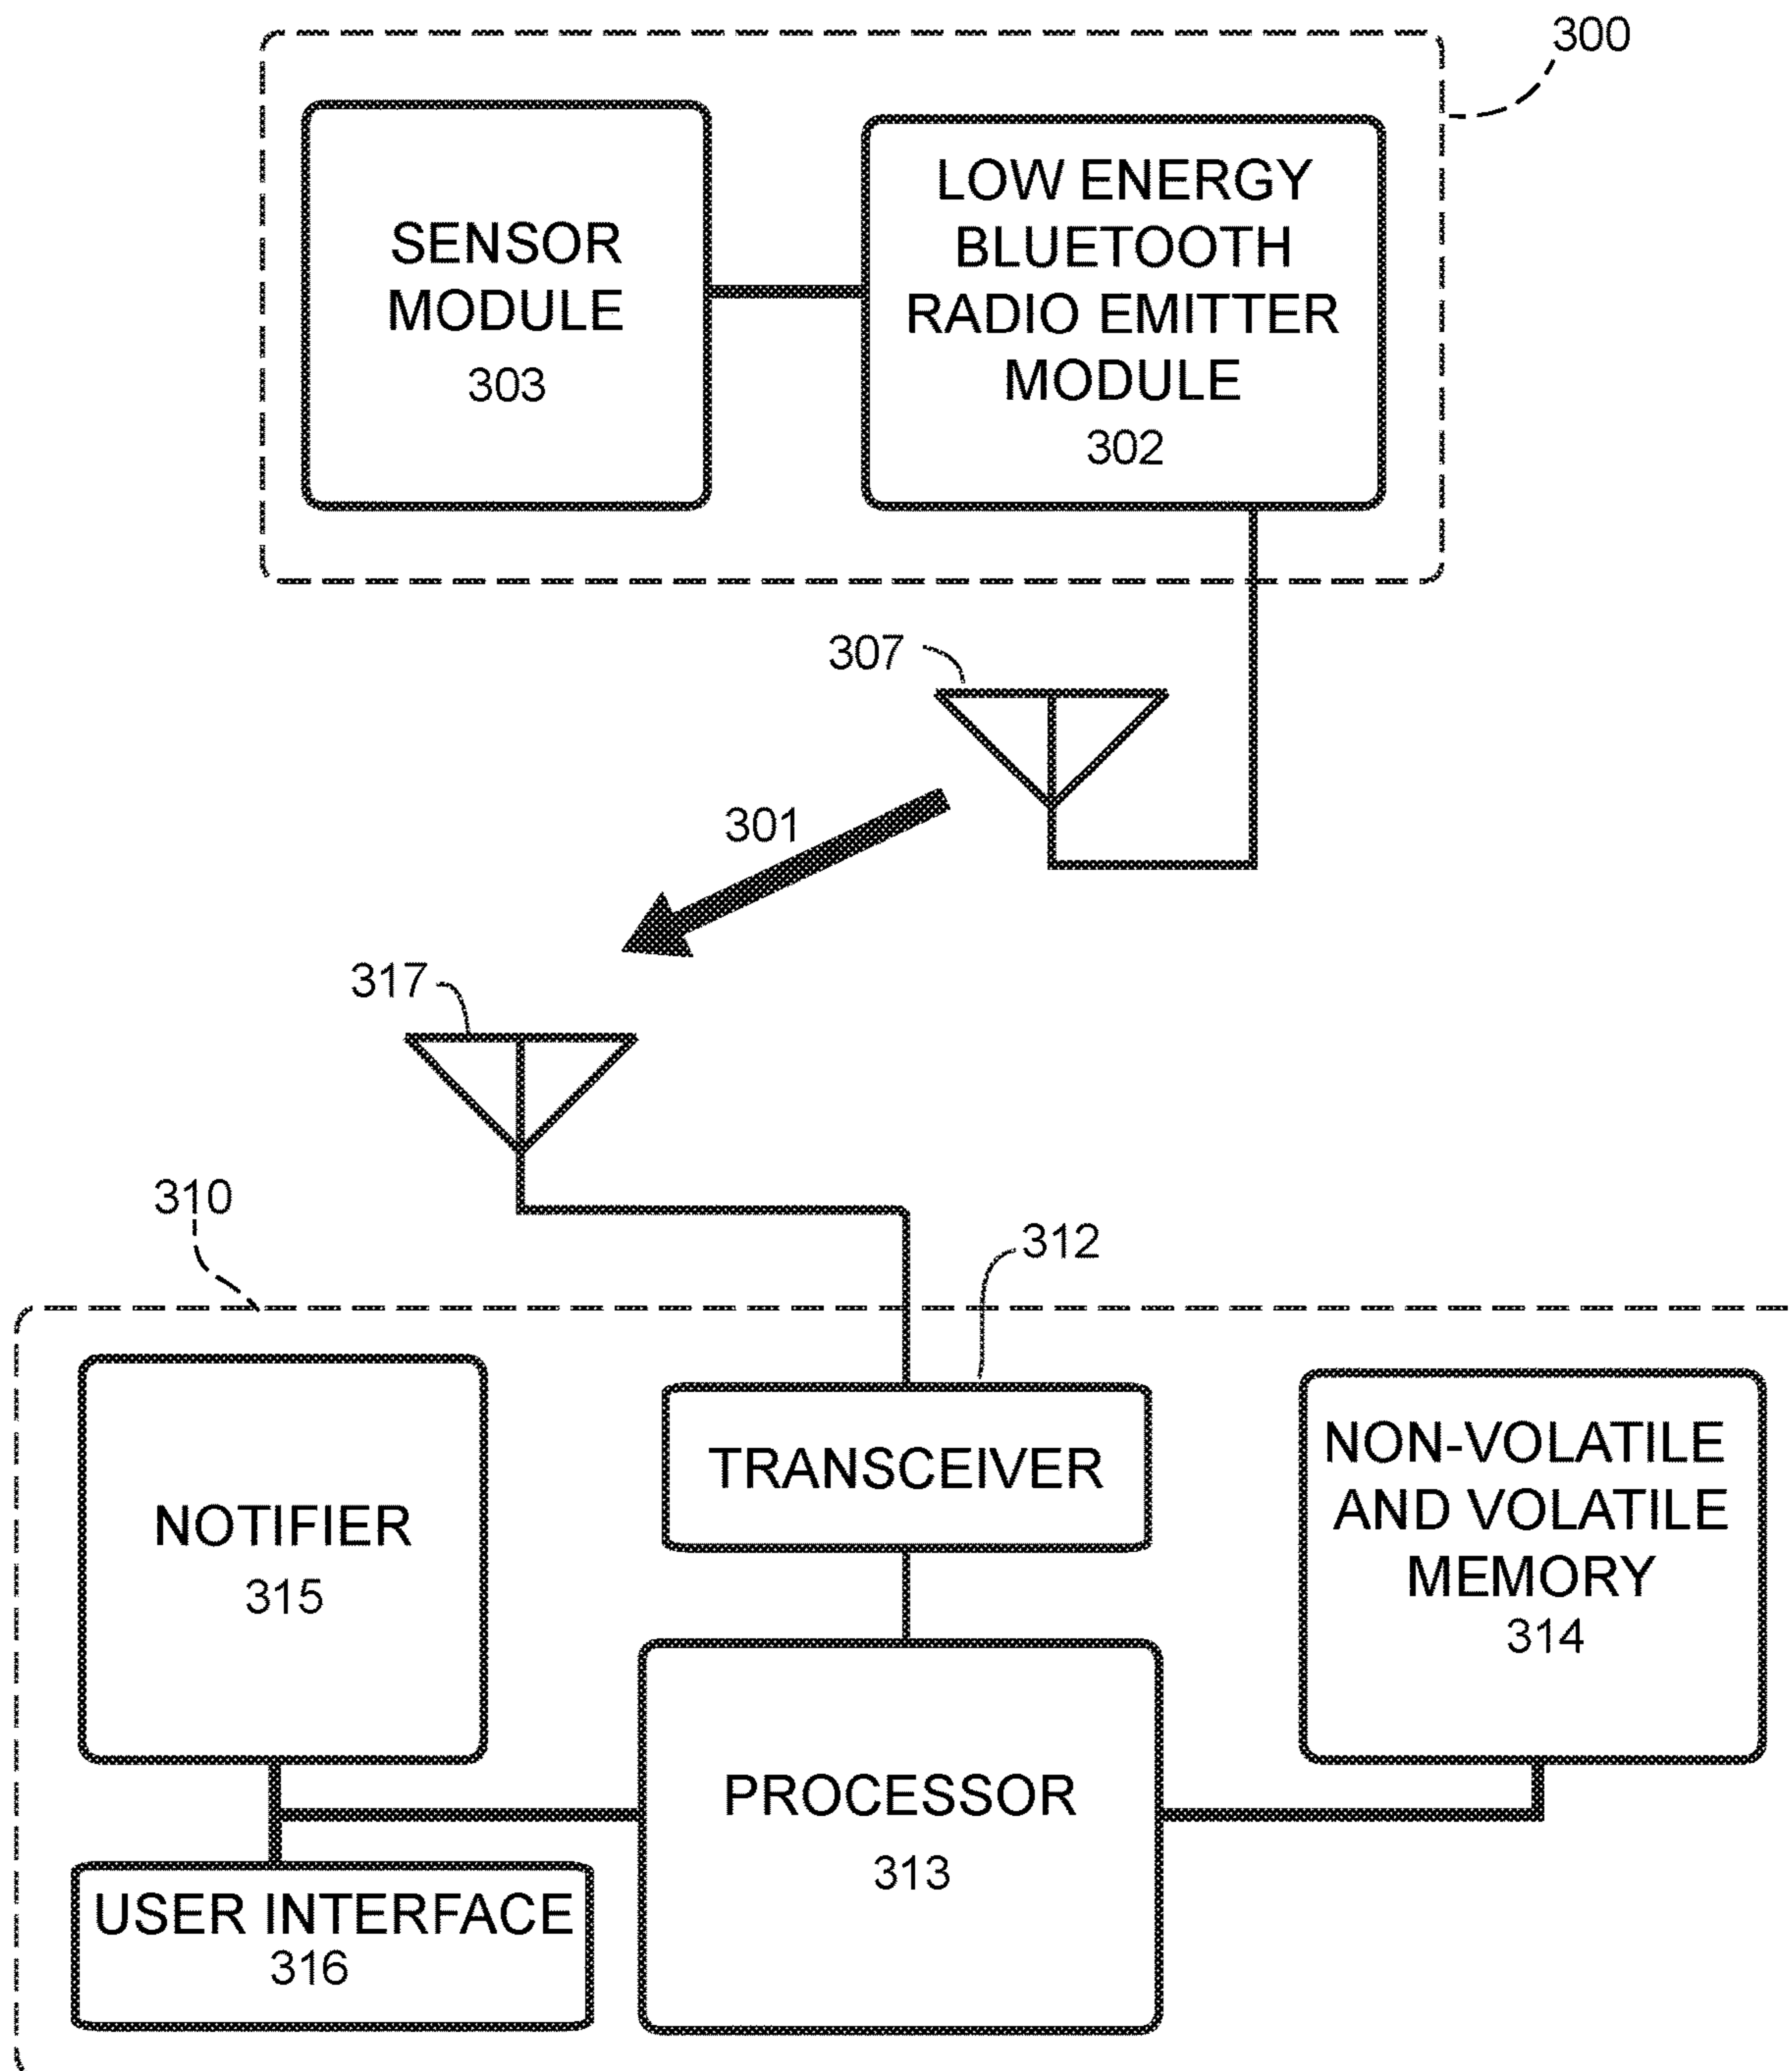 300
SENSOR
MODULE
303
LOW ENERGY
BLUETOOTH
RADIO EMITTER
MODULE
302
307
301
317
310
312
NOTIFIER
315
TRANSCEIVER
NON-VOLATILE
AND VOLATILE
MEMORY
314
PROCESSOR
313
USER INTERFACE
316